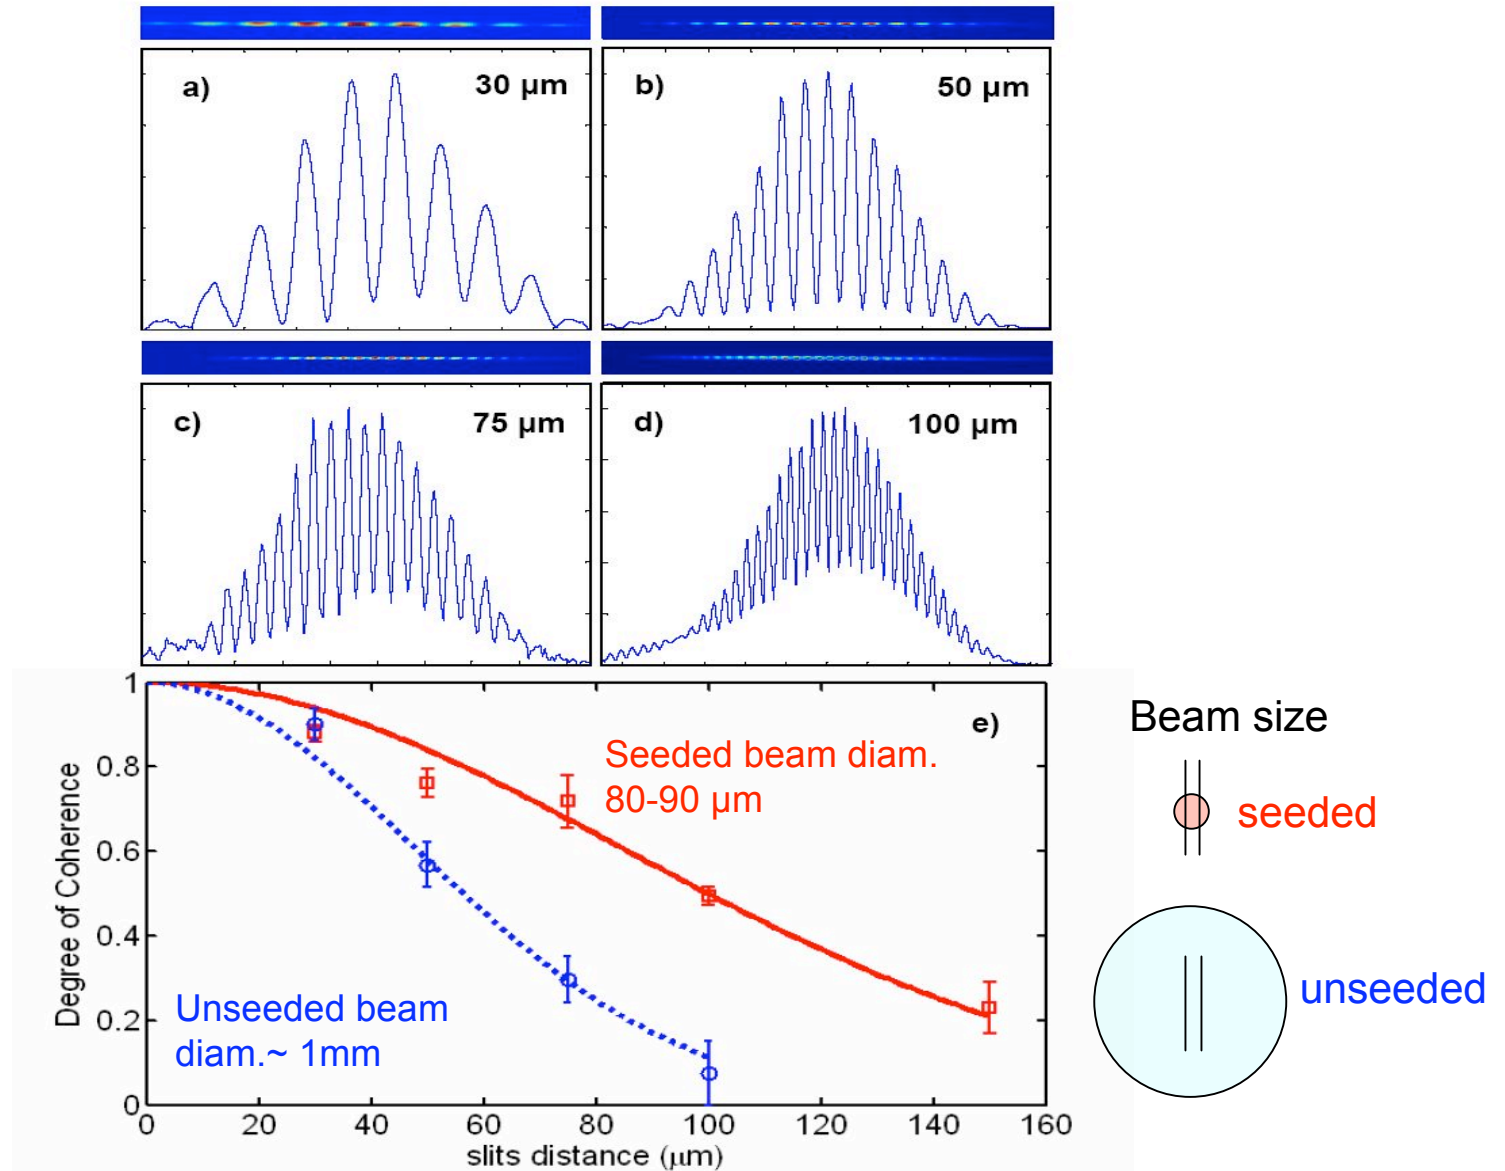 a)
30 µm
b)
50 µm
c)
75 µm
d)
100 µm
e)
1
0.8
0.6
0.4
0.2
0
Degree of Coherence
Seeded beam diam.
80-90 µm
Unseeded beam
diam.~ 1mm
0 20 40 60 80 100 120 140 160
slits distance (µm)
Beam size
seeded
unseeded